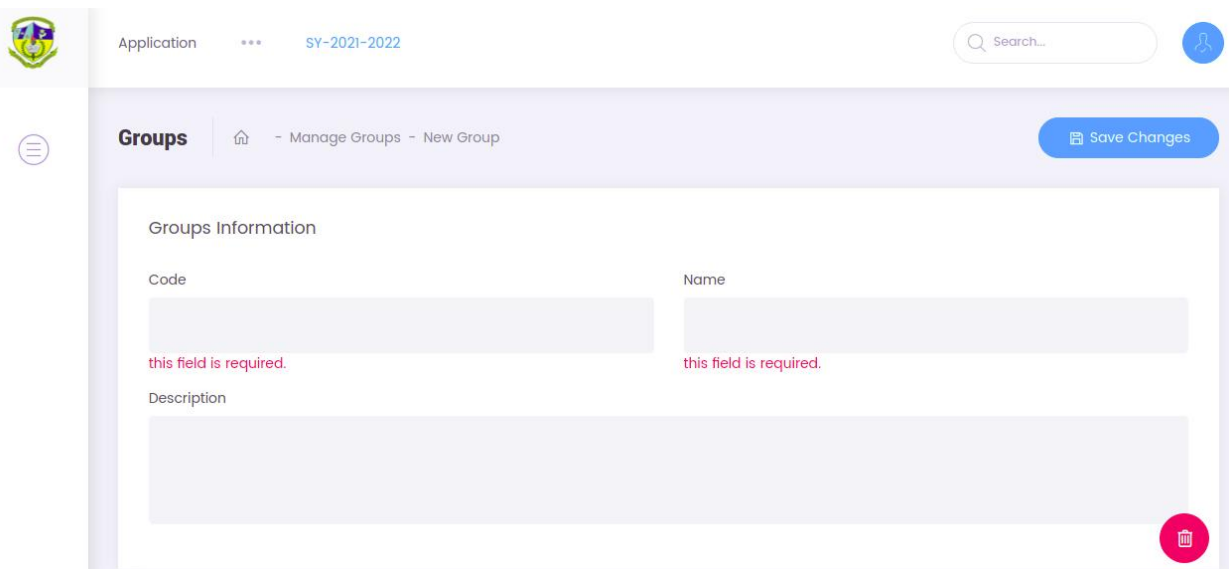 Application ••• SY-2021-2022 Search...
Groups - Manage Groups - New Group Save Changes
Groups Information
Code Name
this field is required. this field is required.
Description